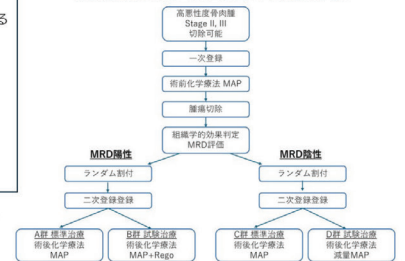 る
高悪性度骨肉腫
Stage II, III
切除可能
一次登録
術前化学療法 MAP
腫瘍切除
組織学的効果判定
MRD評価
MRD陽性
MRD陰性
ランダム割付
ランダム割付
二次登録登録
二次登録登録
A群 標準治療
術後化学療法
MAP
B群 試験治療
術後化学療法
MAP+Rego
C群 標準治療
術後化学療法
MAP
D群 試験治療
術後化学療法
減量MAP